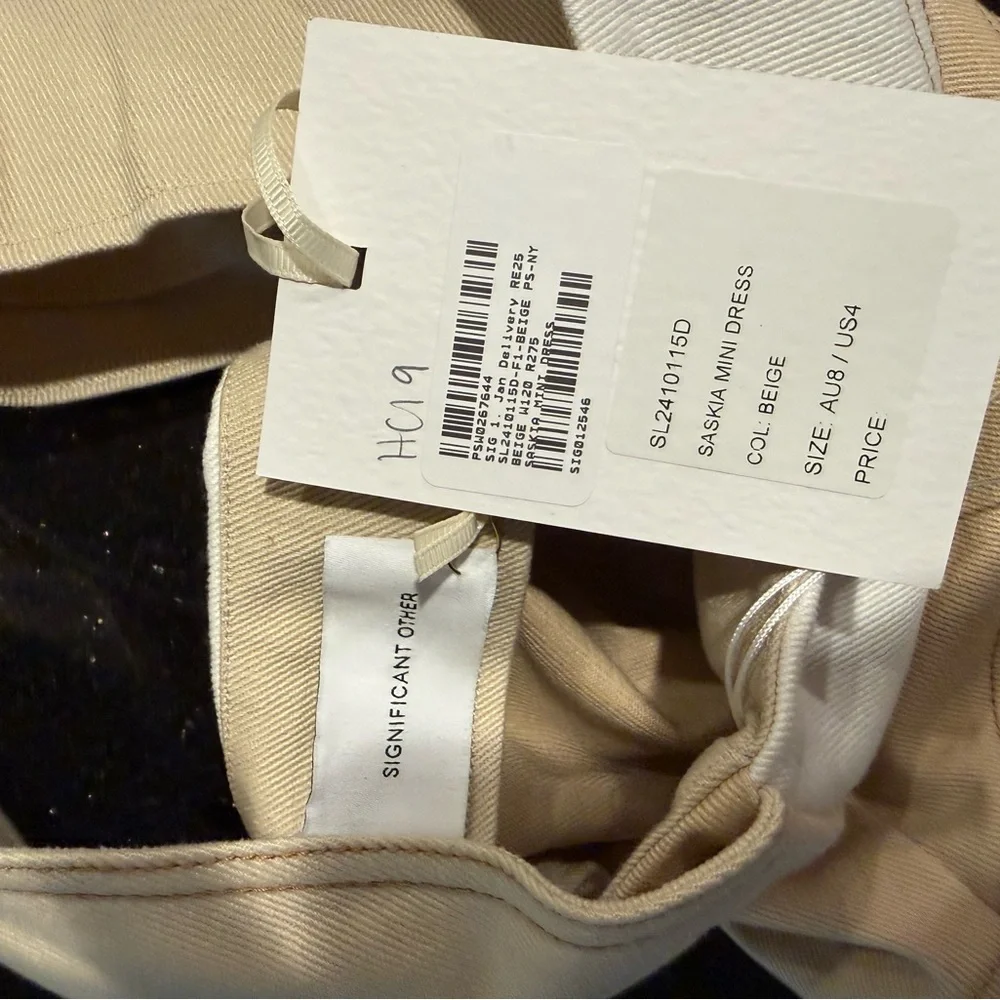 HC19
PSW0267644
SIG 1. Jan Delivery RE25
SL2410115D-F1-BEIGE PS-NY
BEIGE W120 R275
SASKIA MINI DRESS
SIG012546
SL2410115D
SASKIA MINI DRESS
COL: BEIGE
SIZE: AU8 / US4
PRICE:
SIGNIFICANT OTHER